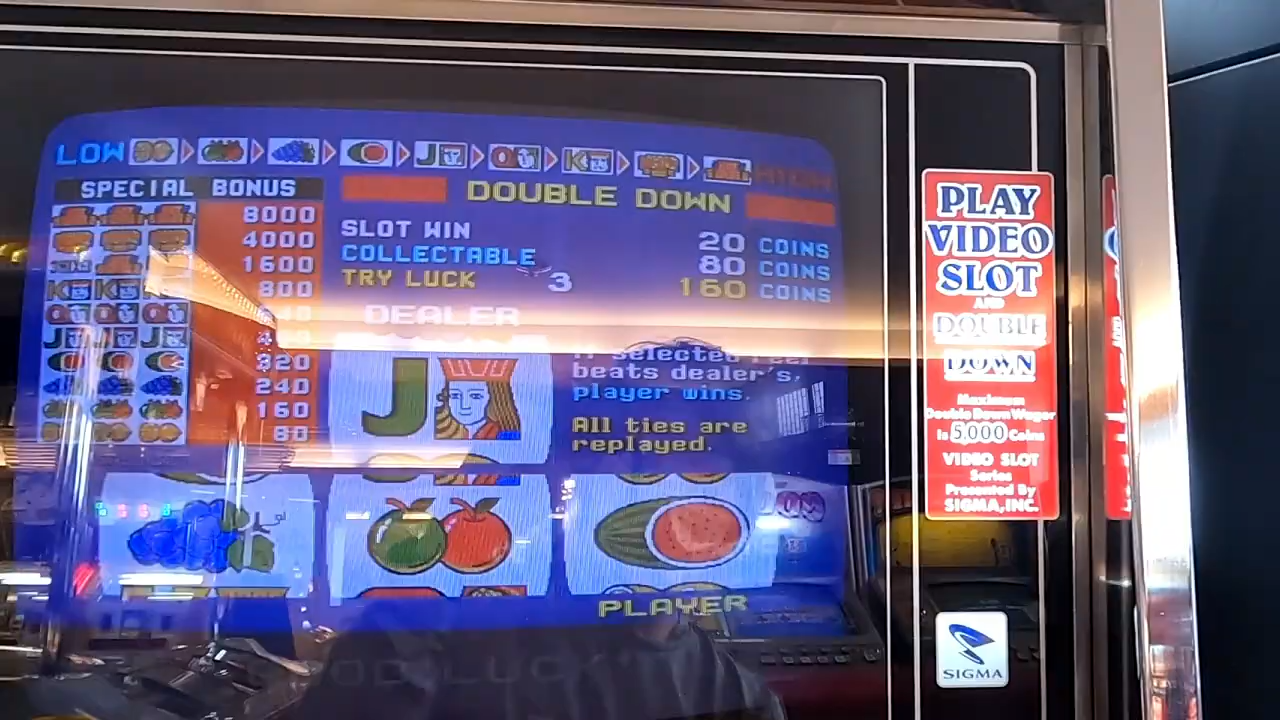 LOW
SPECIAL BONUS
DOUBLE DOWN
8000
4000
1600
800
320
240
160
80
SLOT WIN 20 COINS
COLLECTABLE 80 COINS
TRY LUCK 3 160 COINS
DEALER
J
If selected reel
beats dealer's,
player wins.
All ties are
replayed.
PLAYER
PLAY
VIDEO
SLOT
AND
DOUBLE
DOWN
Maximum
Double Down Wager
Is 5,000 Coins
VIDEO SLOT
Series
Presented By
SIGMA, INC.
SIGMA